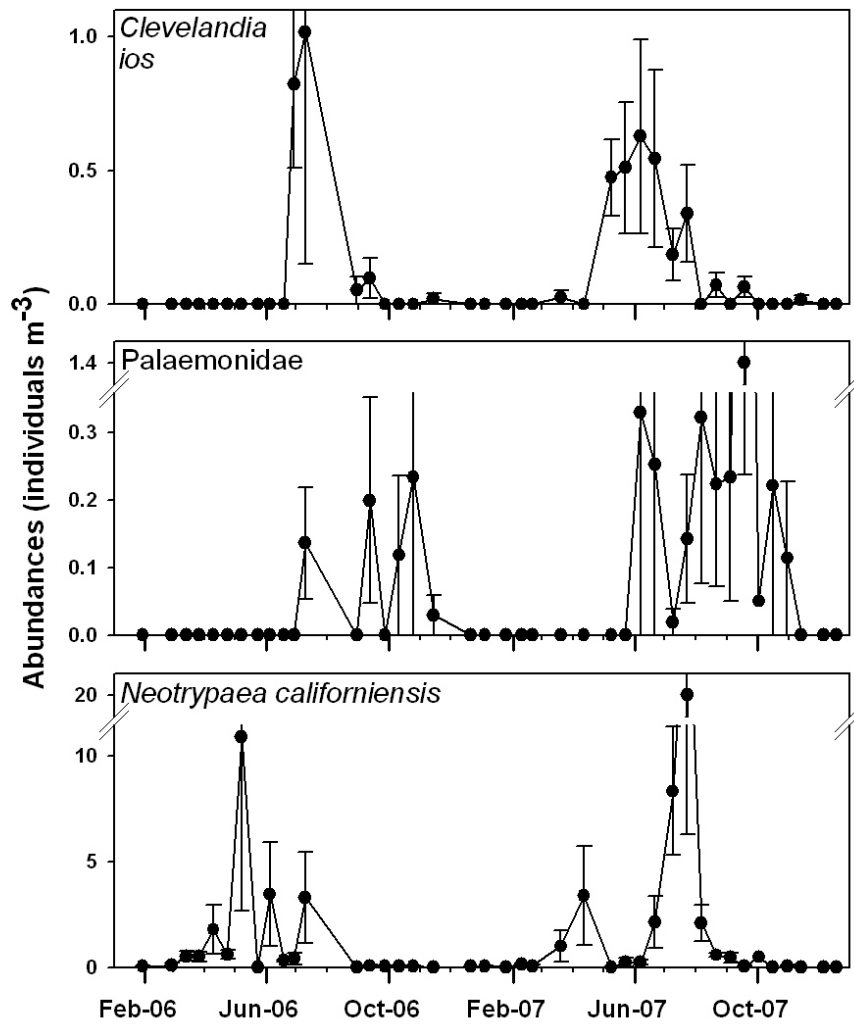 Clevelandia
ios
1.0
0.5
0.0
Abundances (individuals m⁻³)
Palaemonidae
1.4
0.3
0.2
0.1
0.0
Neotrypaea californiensis
20
10
5
0
Feb-06 Jun-06 Oct-06 Feb-07 Jun-07 Oct-07